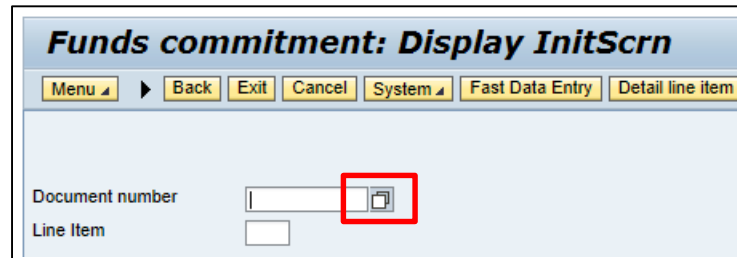 Funds commitment: Display InitScrn
Menu Back Exit Cancel System Fast Data Entry Detail line item
Document number
Line Item